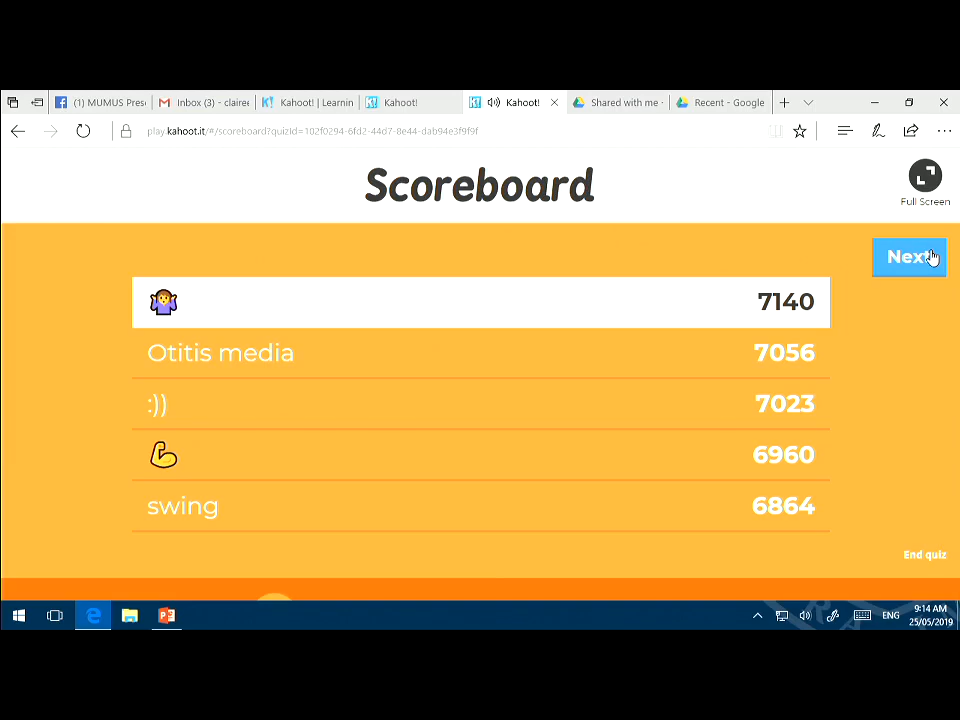 (1) MUMUS Pres
Inbox (3) - claire
Kahoot! | Learnin
Kahoot!
Kahoot!
Shared with me -
Recent - Google
play.kahoot.it/#/scoreboard?quizId=102f0294-6fd2-44d7-8e44-dab94e3f9f9f
Scoreboard
Full Screen
Next
🤷‍♀️ 7140
Otitis media 7056
:)) 7023
💪 6960
swing 6864
End quiz
ENG
9:14 AM
25/05/2019